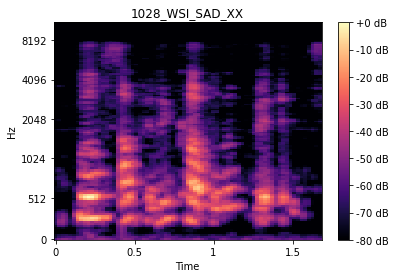 1028_WSI_SAD_XX
+0 dB
8192
-10 dB
4096
-20 dB
-30 dB
2048
Hz
-40 dB
1024
-50 dB
512
-60 dB
-70 dB
0
-80 dB
0
0.5
1
1.5
Time